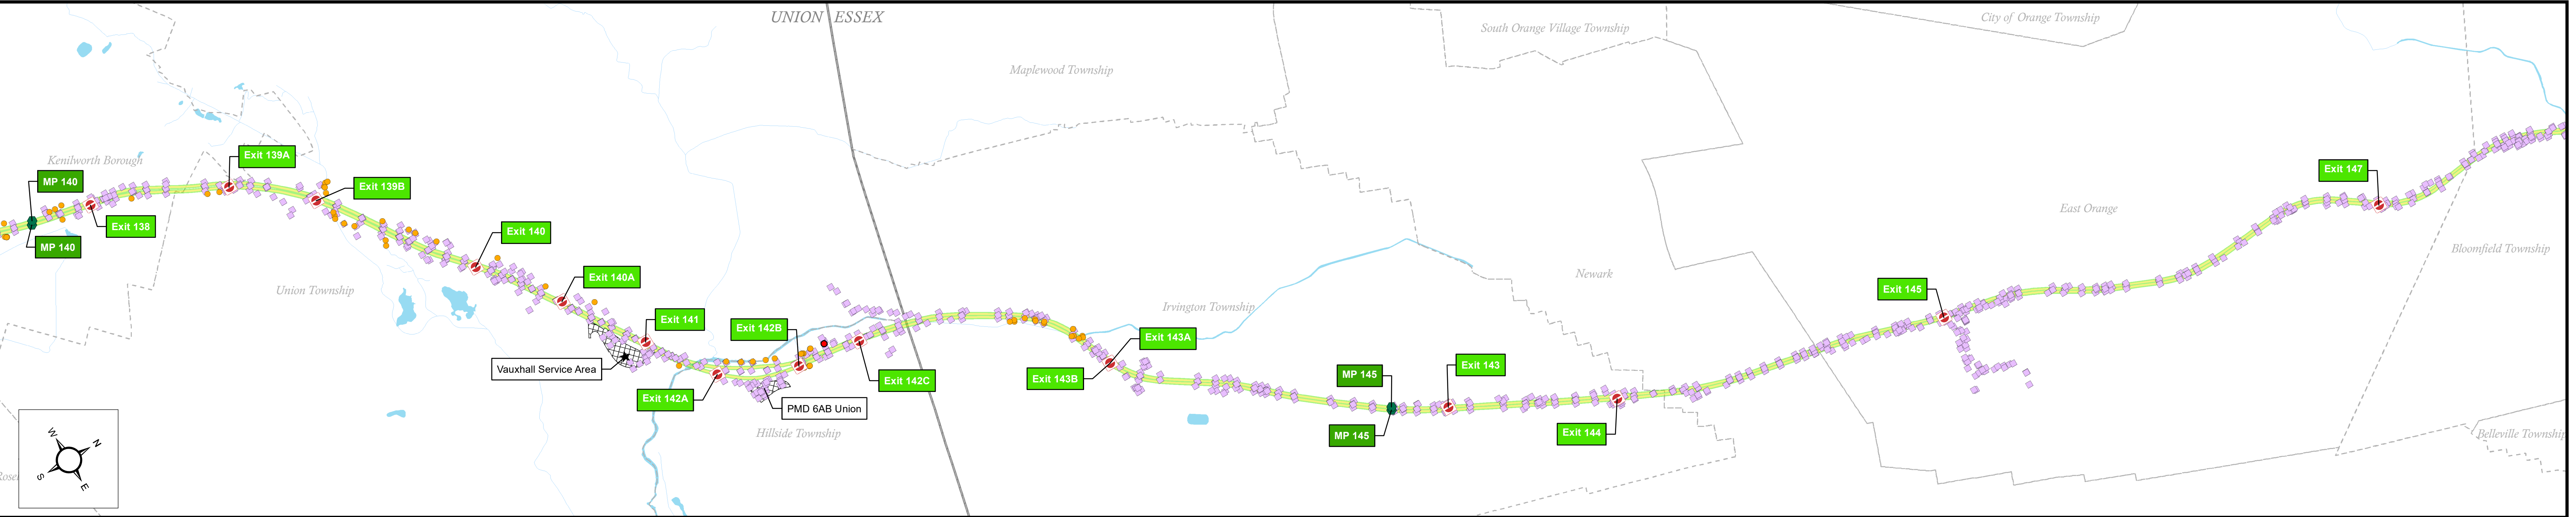 UNION
ESSEX
South Orange Village Township
City of Orange Township
Maplewood Township
Kenilworth Borough
Exit 139A
MP 140
Exit 139B
Exit 147
Exit 138
East Orange
MP 140
Exit 140
Bloomfield Township
Exit 140A
Newark
Union Township
Exit 145
Irvington Township
Exit 141
Exit 142B
Exit 143A
Vauxhall Service Area
Exit 143
MP 145
Exit 143B
Exit 142C
Exit 142A
PMD 6AB Union
Hillside Township
MP 145
Exit 144
Belleville Township
W
N
S
E